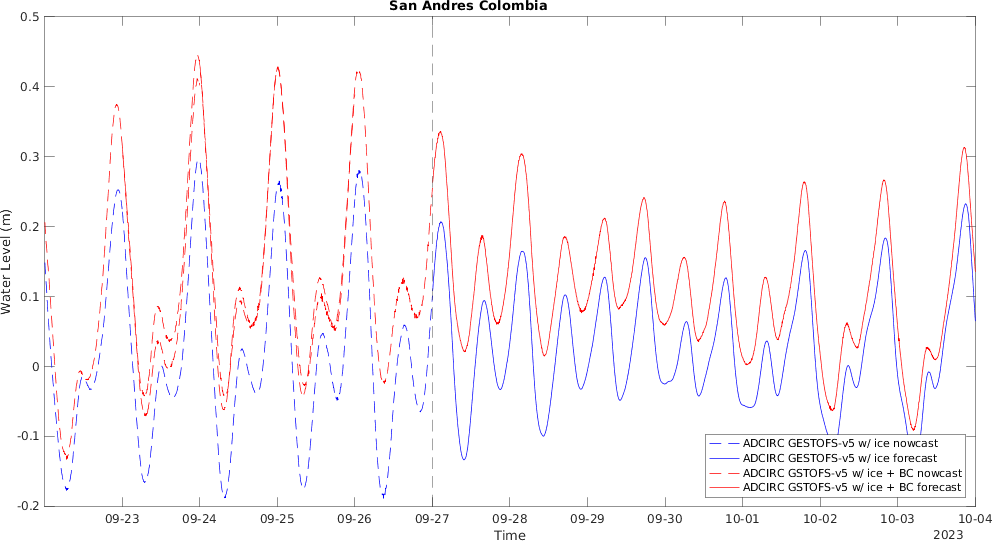 San Andres Colombia
Water Level (m)
0.5
0.4
0.3
0.2
0.1
0
-0.1
-0.2
ADCIRC GESTOFS-v5 w/ ice nowcast
ADCIRC GESTOFS-v5 w/ ice forecast
ADCIRC GSTOFS-v5 w/ ice + BC nowcast
ADCIRC GSTOFS-v5 w/ ice + BC forecast
09-23 09-24 09-25 09-26 09-27 09-28 09-29 09-30 10-01 10-02 10-03 10-04
Time
2023